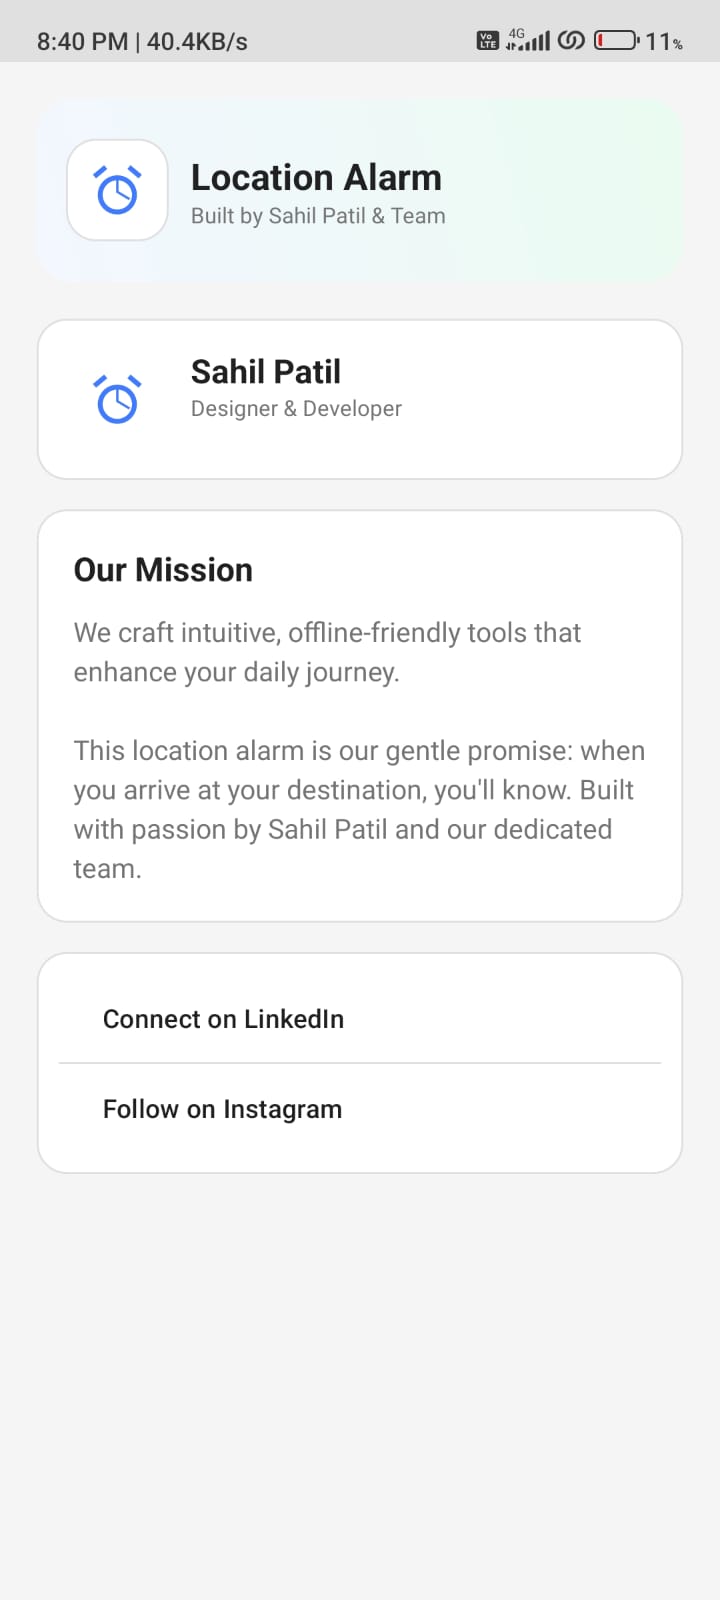 8:40 PM | 40.4KB/s
Vo LTE 4G 11%
Location Alarm
Built by Sahil Patil & Team
Sahil Patil
Designer & Developer
Our Mission
We craft intuitive, offline-friendly tools that
enhance your daily journey.
This location alarm is our gentle promise: when
you arrive at your destination, you'll know. Built
with passion by Sahil Patil and our dedicated
team.
Connect on LinkedIn
Follow on Instagram